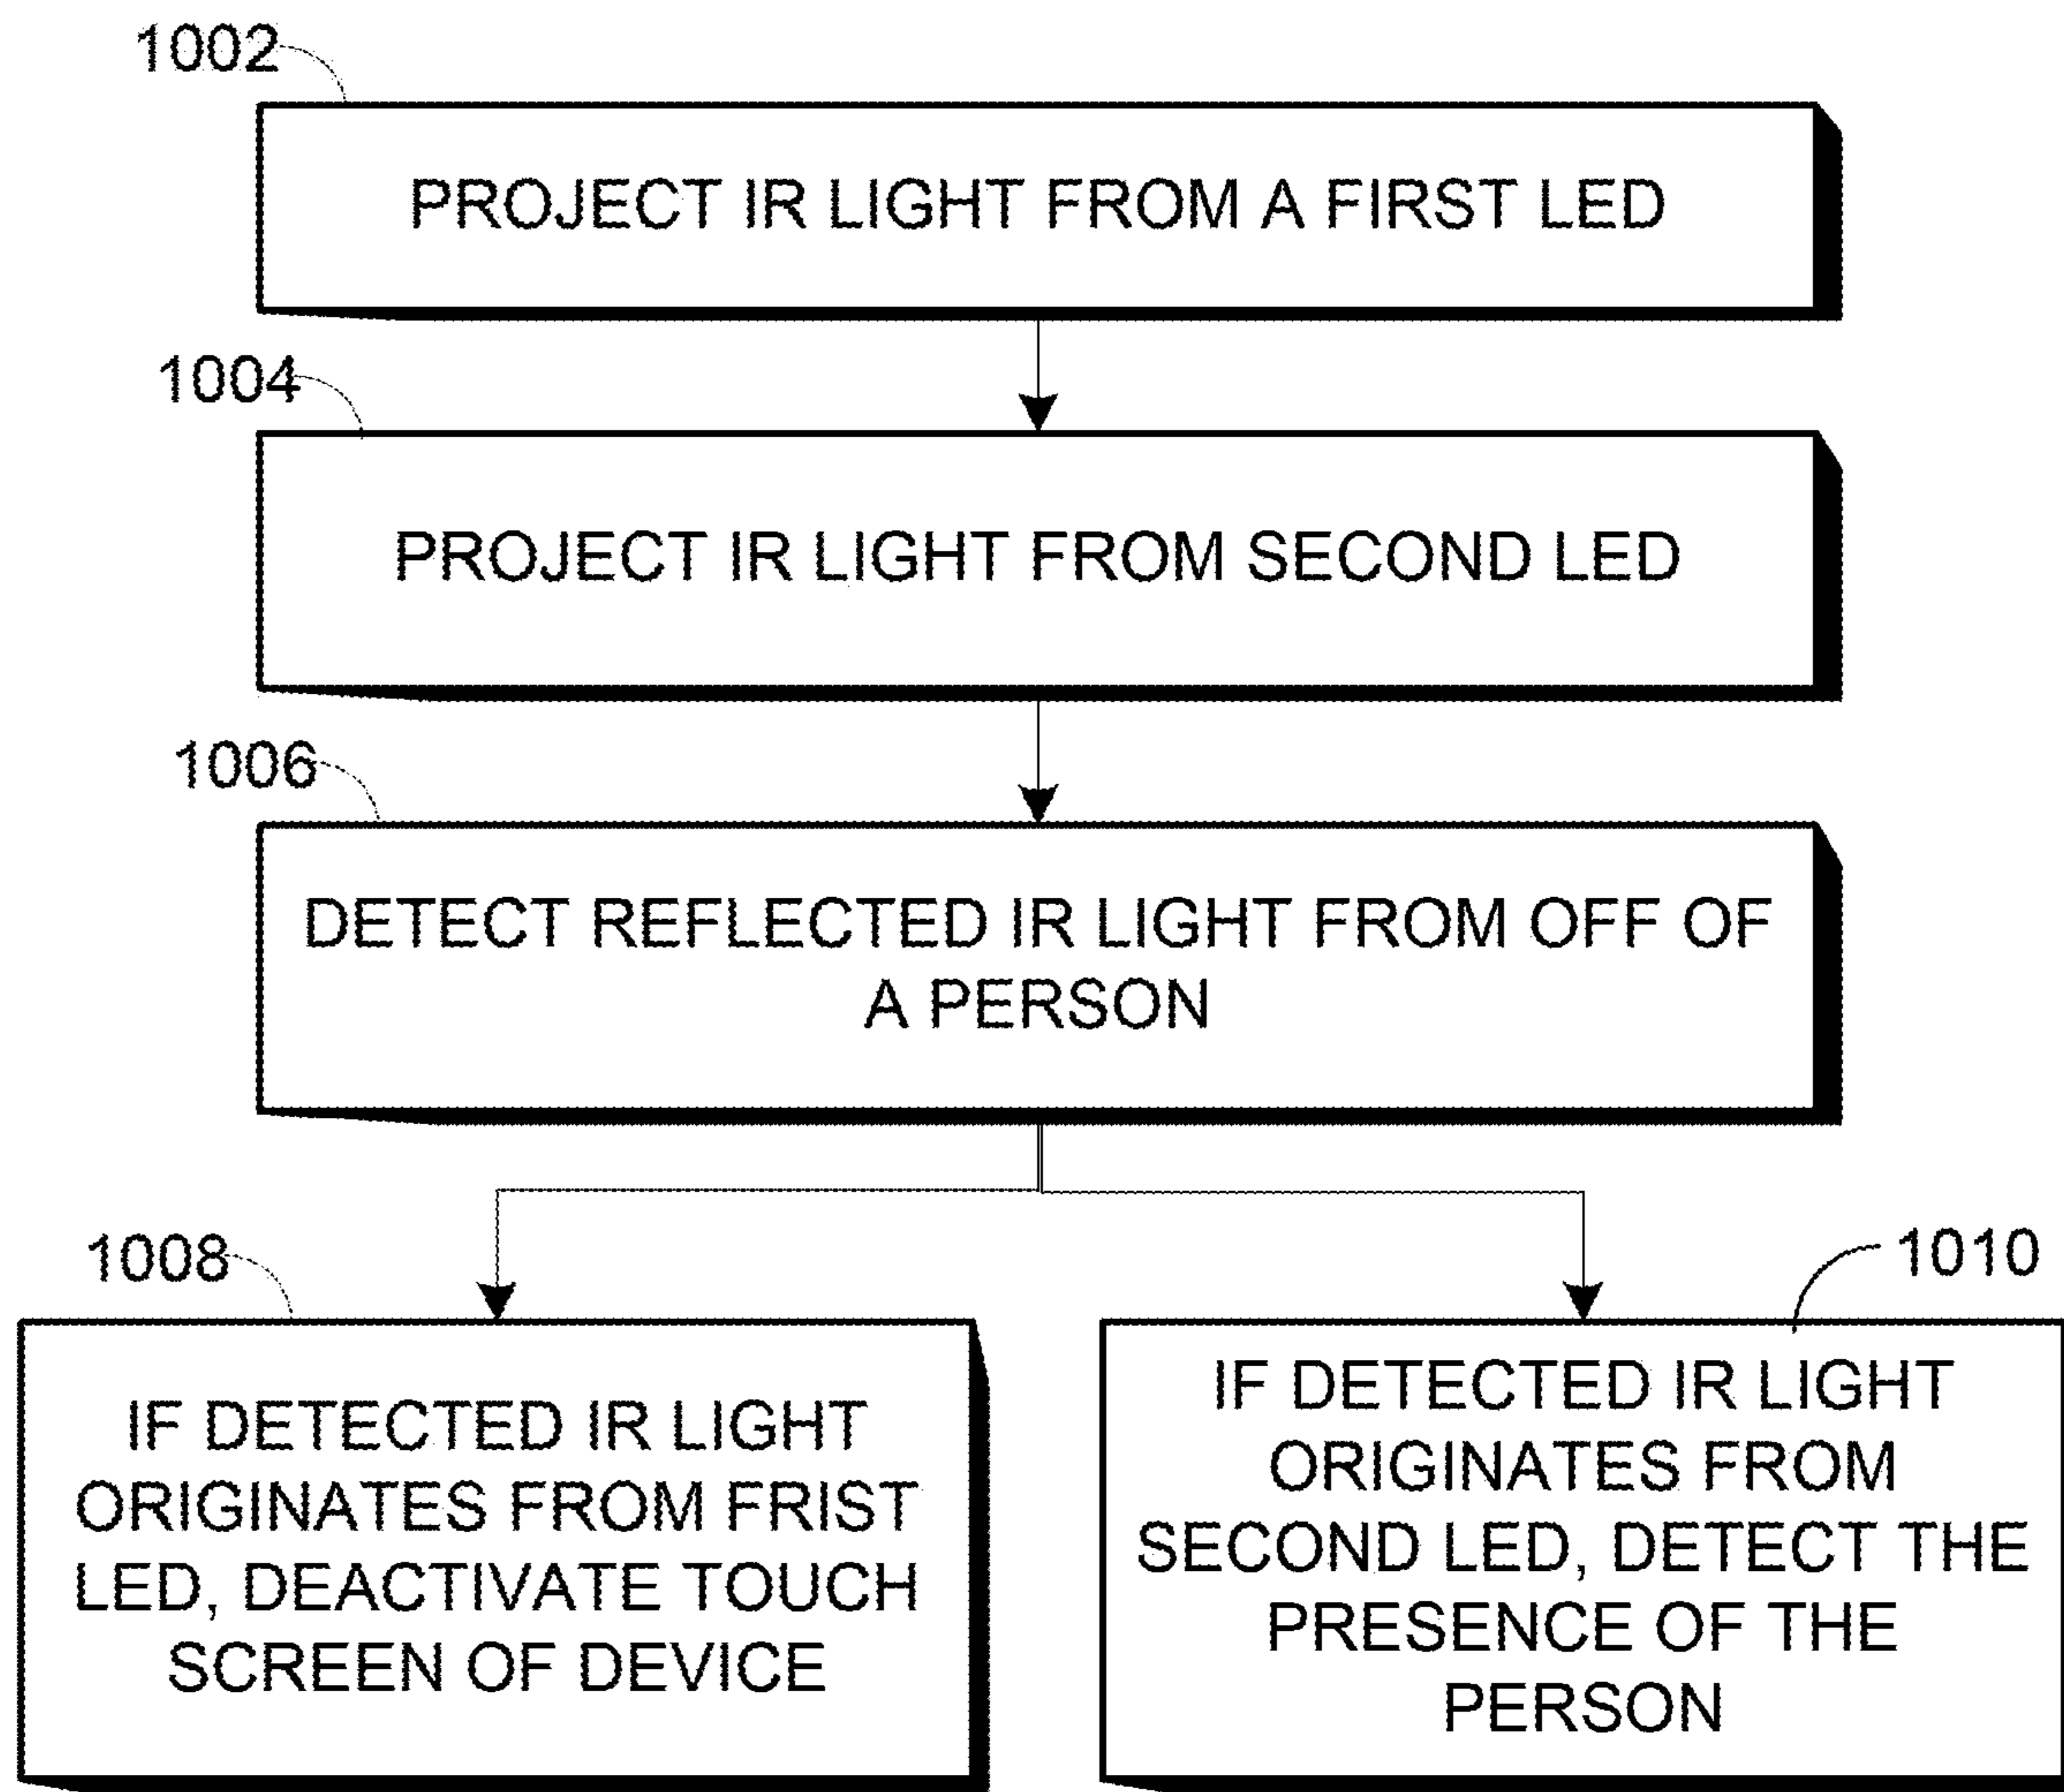 1002
PROJECT IR LIGHT FROM A FIRST LED
1004
PROJECT IR LIGHT FROM SECOND LED
1006
DETECT REFLECTED IR LIGHT FROM OFF OF
A PERSON
1008
IF DETECTED IR LIGHT
ORIGINATES FROM FRIST
LED, DEACTIVATE TOUCH
SCREEN OF DEVICE
1010
IF DETECTED IR LIGHT
ORIGINATES FROM
SECOND LED, DETECT THE
PRESENCE OF THE
PERSON